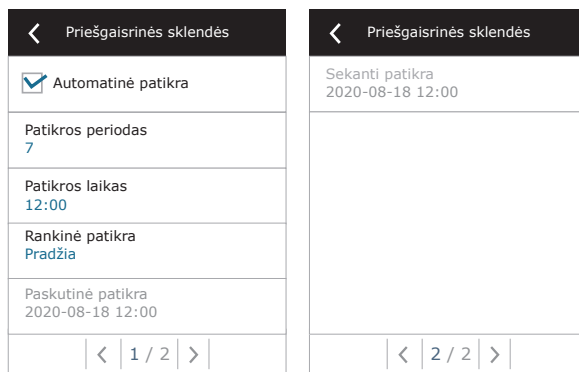 Priešgaisrinės sklendės
Automatinė patikra
Patikros periodas
7
Patikros laikas
12:00
Rankinė patikra
Pradžia
Paskutinė patikra
2020-08-18 12:00
1 / 2
Priešgaisrinės sklendės
Sekanti patikra
2020-08-18 12:00
2 / 2